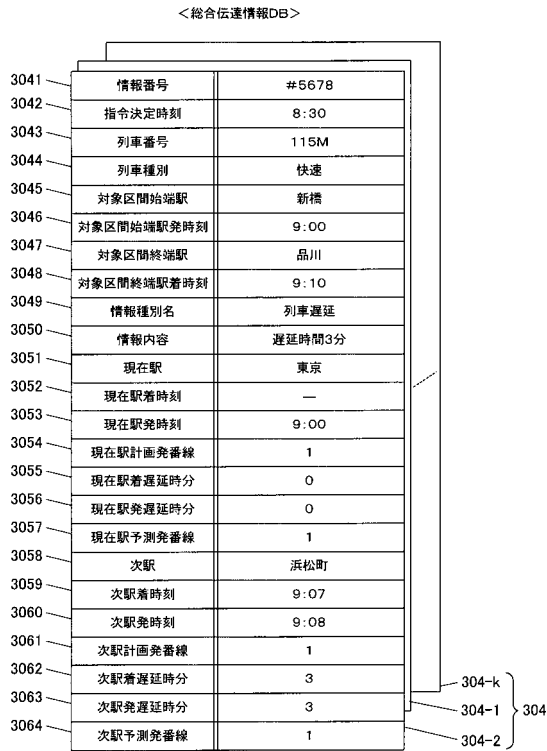 <総合伝達情報DB>
3041 情報番号 #5678
3042 指令決定時刻 8:30
3043 列車番号 115M
3044 列車種別 快速
3045 対象区間始端駅 新橋
3046 対象区間始端駅発時刻 9:00
3047 対象区間終端駅 品川
3048 対象区間終端駅着時刻 9:10
3049 情報種別名 列車遅延
3050 情報内容 遅延時間3分
3051 現在駅 東京
3052 現在駅着時刻 —
3053 現在駅発時刻 9:00
3054 現在駅計画発番線 1
3055 現在駅着遅延時分 0
3056 現在駅発遅延時分 0
3057 現在駅予測発番線 1
3058 次駅 浜松町
3059 次駅着時刻 9:07
3060 次駅発時刻 9:08
3061 次駅計画発番線 1
3062 次駅着遅延時分 3
3063 次駅発遅延時分 3
3064 次駅予測発番線 1
304-k
304-1
304-2
304